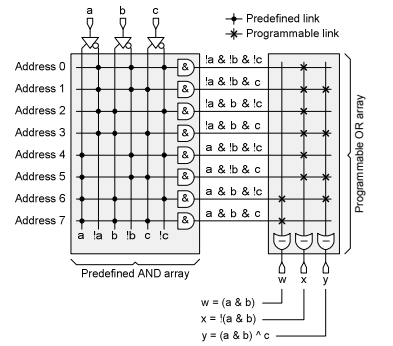 a b c
Predefined link
Programmable link
Address 0 & !a & !b & !c
Address 1 & !a & !b & c
Address 2 & !a & b & !c
Address 3 & !a & b & c
Address 4 & a & !b & !c
Address 5 & a & !b & c
Address 6 & a & b & !c
Address 7 & a & b & c
a !a b !b c !c
Predefined AND array
Programmable OR array
w x y
w = (a & b)
x = !(a & b)
y = (a & b) ^ c